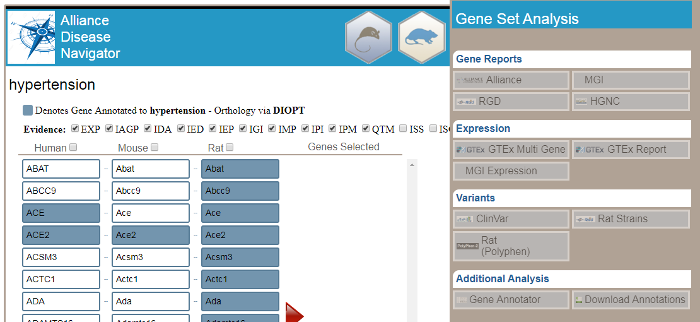 Alliance
Disease
Navigator
hypertension
Denotes Gene Annotated to hypertension - Orthology via DIOPT
Evidence: EXP IAGP IDA IED IEP IGI IMP IPI IPM QTM ISS
Human Mouse Rat Genes Selected
ABAT Abat Abat
ABCC9 Abcc9 Abcc9
ACE Ace Ace
ACE2 Ace2 Ace2
ACSM3 Acsm3 Acsm3
ACTC1 Actc1 Actc1
ADA Ada Ada
Gene Set Analysis
Gene Reports
Alliance MGI
RGD HGNC
Expression
GTEx GTEx Multi Gene GTEx GTEx Report
MGI Expression
Variants
ClinVar Rat Strains
Rat
(Polyphen)
Additional Analysis
Gene Annotator Download Annotations